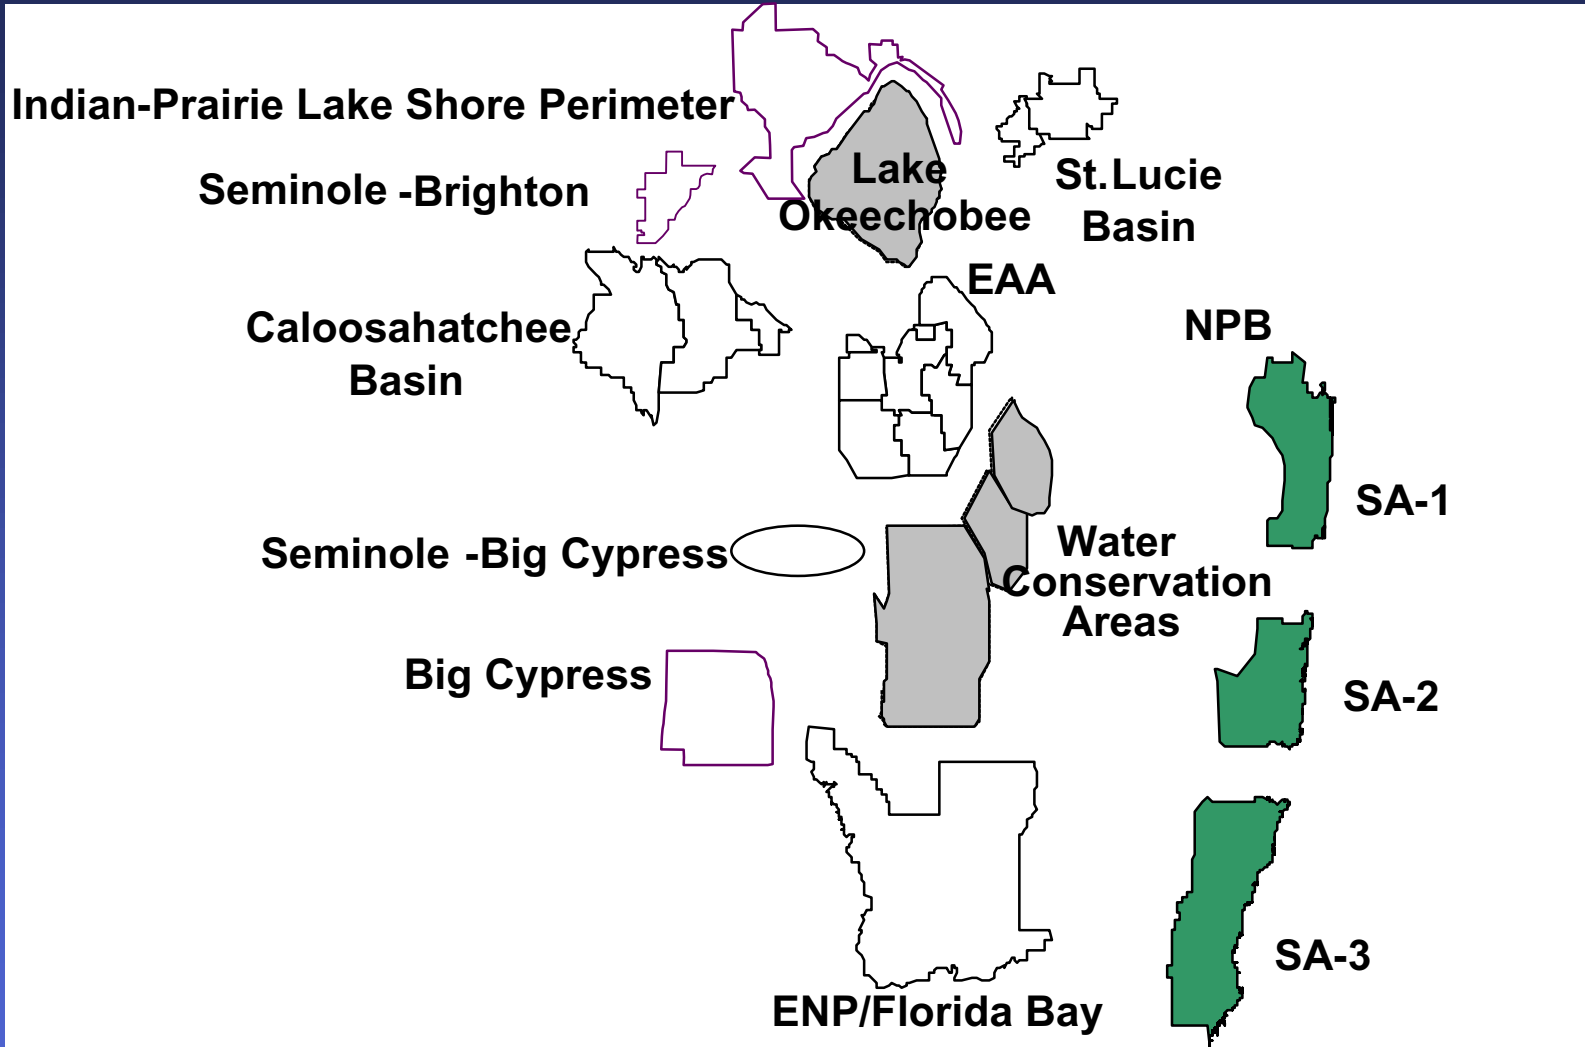 Indian-Prairie Lake Shore Perimeter
Seminole -Brighton
Lake
Okeechobee
St.Lucie
Basin
EAA
Caloosahatchee
Basin
NPB
SA-1
Seminole -Big Cypress
Water
Conservation
Areas
Big Cypress
SA-2
SA-3
ENP/Florida Bay